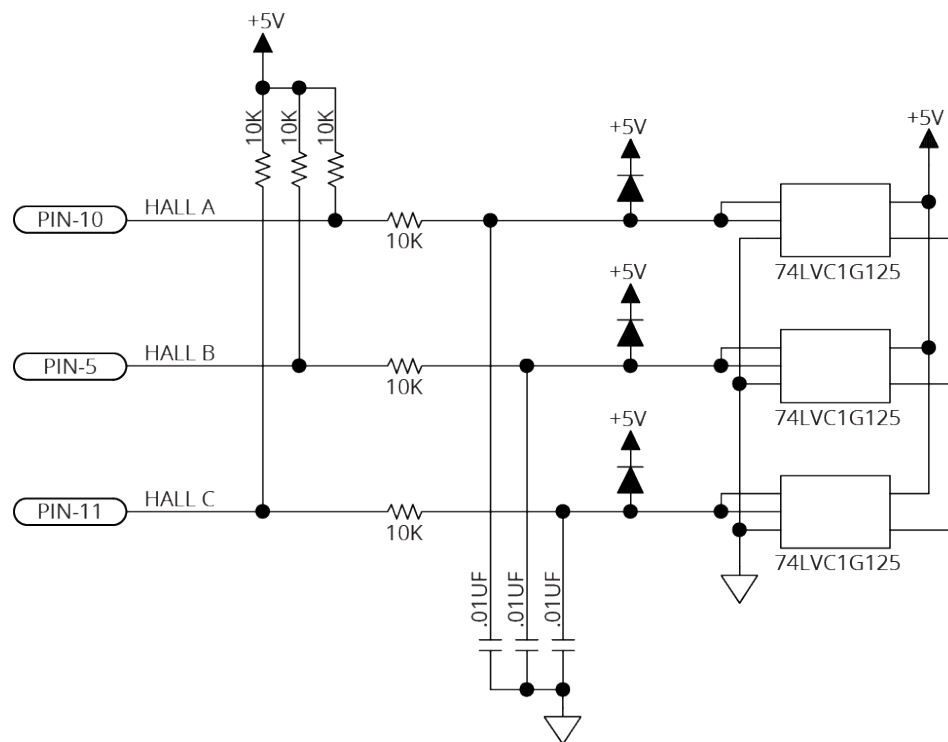 +5V
10K
10K
10K
+5V
+5V
PIN-10
HALL A
10K
74LVC1G125
+5V
PIN-5
HALL B
10K
74LVC1G125
+5V
PIN-11
HALL C
10K
74LVC1G125
.01UF
.01UF
.01UF